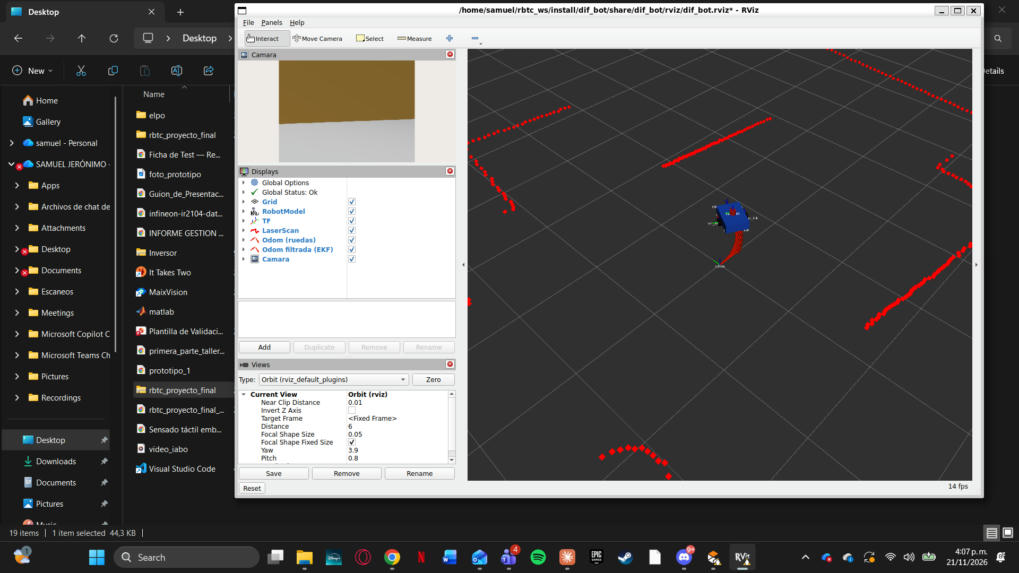 Desktop
Desktop
New
Details
Name
Home
Gallery
samuel - Personal
SAMUEL JERÓNIMO
Apps
Archivos de chat de
Attachments
Desktop
Documents
Escaneos
Meetings
Microsoft Copilot C
Microsoft Teams Ch
Pictures
Recordings
Desktop
Downloads
Documents
Pictures
Music
elpo
rbtc_proyecto_final
Ficha de Test — Re...
foto_prototipo
Guion_de_Presentac...
infineon-ir2104-dat...
INFORME GESTION ...
Inversor
It Takes Two
MaixVision
matlab
Plantilla de Validaci...
primera_parte_taller...
prototipo_1
rbtc_proyecto_final
rbtc_proyecto_final_...
Sensado táctil emb...
video_iabo
Visual Studio Code
19 items
1 item selected 44,3 KB
/home/samuel/rbtc_ws/install/dif_bot/share/dif_bot/rviz/dif_bot.rviz* - RViz
File Panels Help
Interact Move Camera Select Measure
Camara
Displays
Global Options
Global Status: Ok
Grid
RobotModel
TF
LaserScan
Odom (ruedas)
Odom filtrada (EKF)
Camara
Add Duplicate Remove Rename
Views
Type: Orbit (rviz_default_plugins) Zero
Current View Orbit (rviz)
Near Clip Distance 0.01
Invert Z Axis
Target Frame <Fixed Frame>
Distance 6
Focal Shape Size 0.05
Focal Shape Fixed Size
Yaw 3.9
Pitch 0.8
Save Remove Rename
Reset
14 fps
Search
4:07 p.m.
21/11/2026